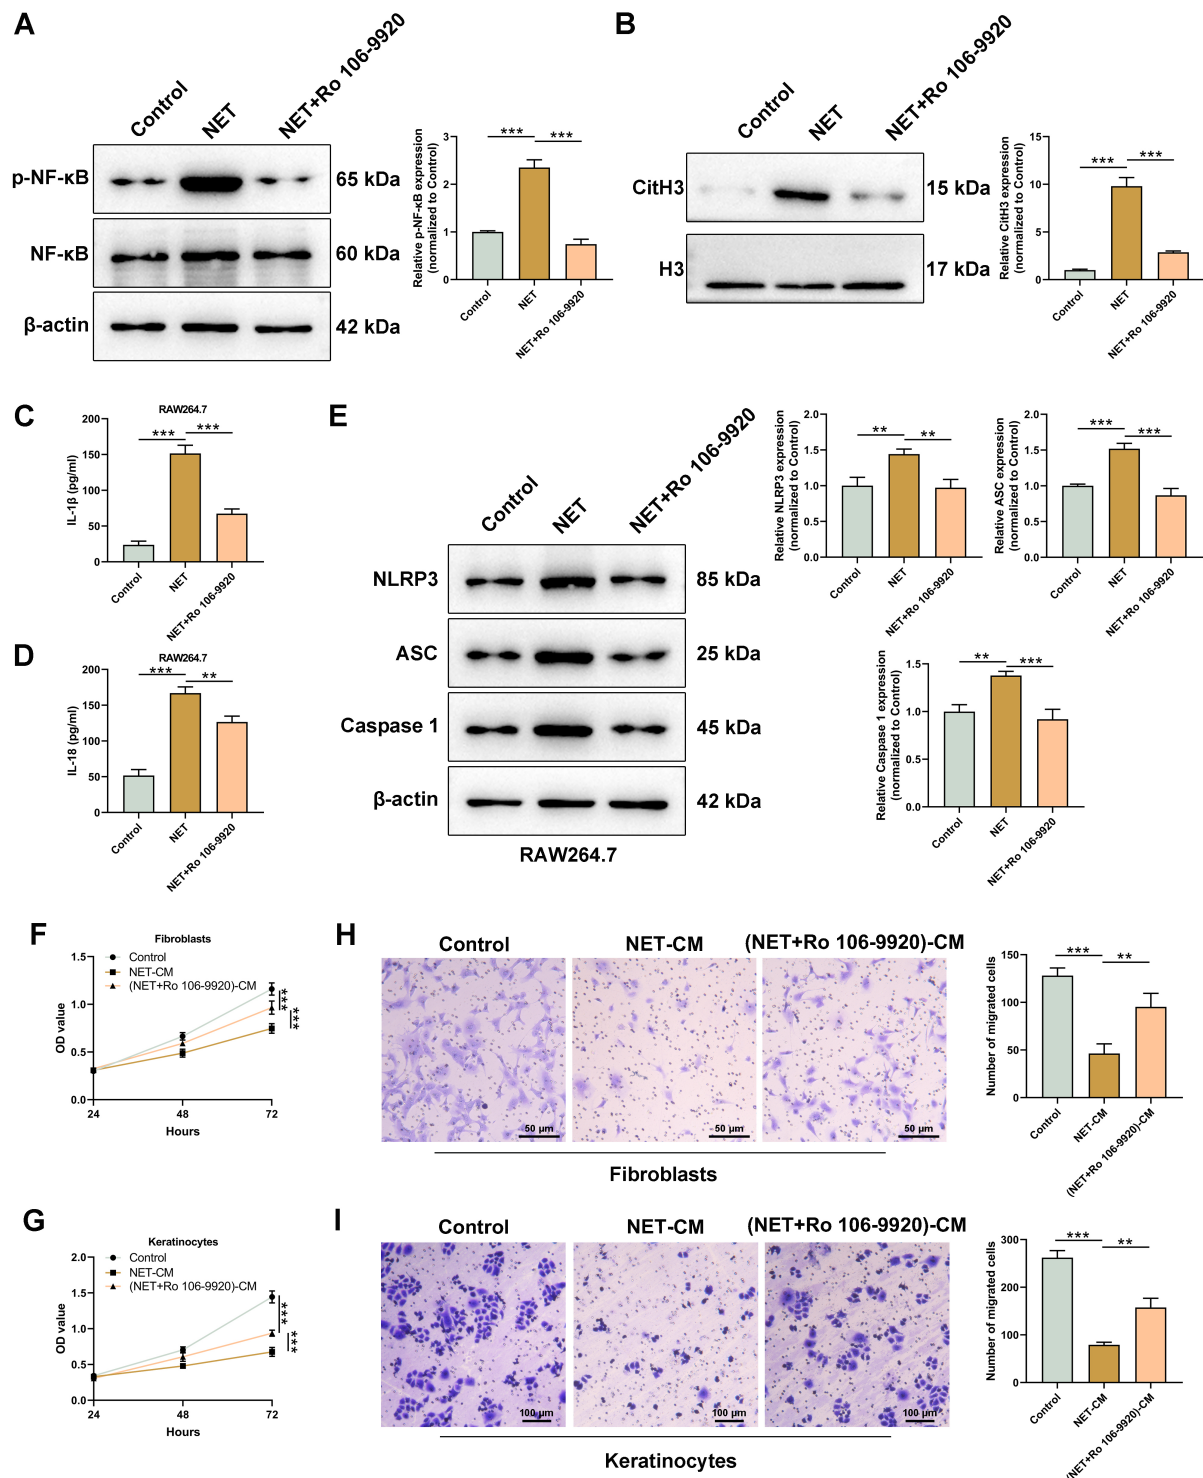 A
Control
NET
NET+Ro 106-9920
p-NF-κB
65 kDa
NF-κB
60 kDa
β-actin
42 kDa
Relative p-NF-κB expression
(normalized to Control)
3
2
1
0
***
***
Control
NET
NET+Ro 106-9920
B
Control
NET
NET+Ro 106-9920
CitH3
15 kDa
H3
17 kDa
Relative CitH3 expression
(normalized to Control)
15
10
5
0
***
***
Control
NET
NET+Ro 106-9920
C
RAW264.7
IL-1β (pg/ml)
200
150
100
50
0
***
***
Control
NET
NET+Ro 106-9920
D
RAW264.7
IL-18 (pg/ml)
200
150
100
50
0
***
**
Control
NET
NET+Ro 106-9920
E
Control
NET
NET+Ro 106-9920
NLRP3
85 kDa
ASC
25 kDa
Caspase 1
45 kDa
β-actin
42 kDa
RAW264.7
Relative NLRP3 expression
(normalized to Control)
2.0
1.5
1.0
0.5
0.0
**
**
Control
NET
NET+Ro 106-9920
Relative ASC expression
(normalized to Control)
2.0
1.5
1.0
0.5
0.0
***
***
Control
NET
NET+Ro 106-9920
Relative Caspase 1 expression
(normalized to Control)
1.5
1.0
0.5
0.0
**
***
Control
NET
NET+Ro 106-9920
F
Fibroblasts
Control
NET-CM
(NET+Ro 106-9920)-CM
OD value
1.5
1.0
0.5
0.0
***
***
24
48
72
Hours
H
Control
NET-CM
(NET+Ro 106-9920)-CM
50 μm
50 μm
50 μm
Fibroblasts
Number of migrated cells
150
100
50
0
***
**
Control
NET-CM
(NET+Ro 106-9920)-CM
G
Keratinocytes
Control
NET-CM
(NET+Ro 106-9920)-CM
OD value
2.0
1.5
1.0
0.5
0.0
***
***
24
48
72
Hours
I
Control
NET-CM
(NET+Ro 106-9920)-CM
100 μm
100 μm
100 μm
Keratinocytes
Number of migrated cells
300
200
100
0
***
**
Control
NET-CM
(NET+Ro 106-9920)-CM